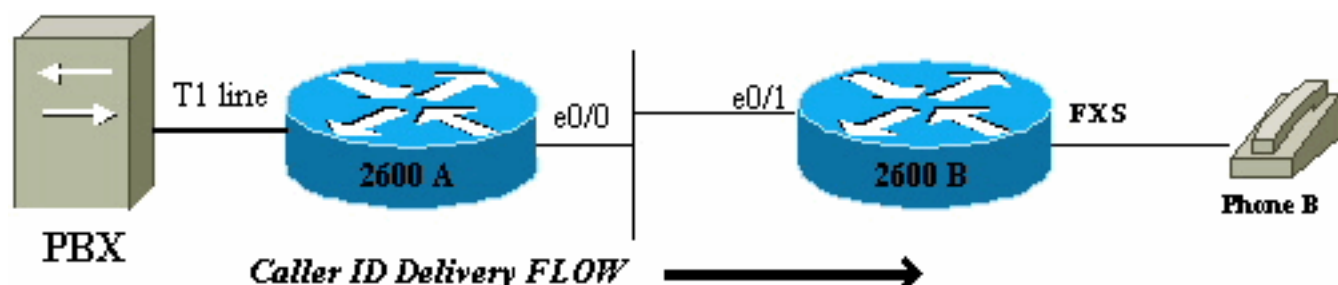 T1 line
e0/0
e0/1
FXS
2600 A
2600 B
Phone B
PBX
Caller ID Delivery FLOW